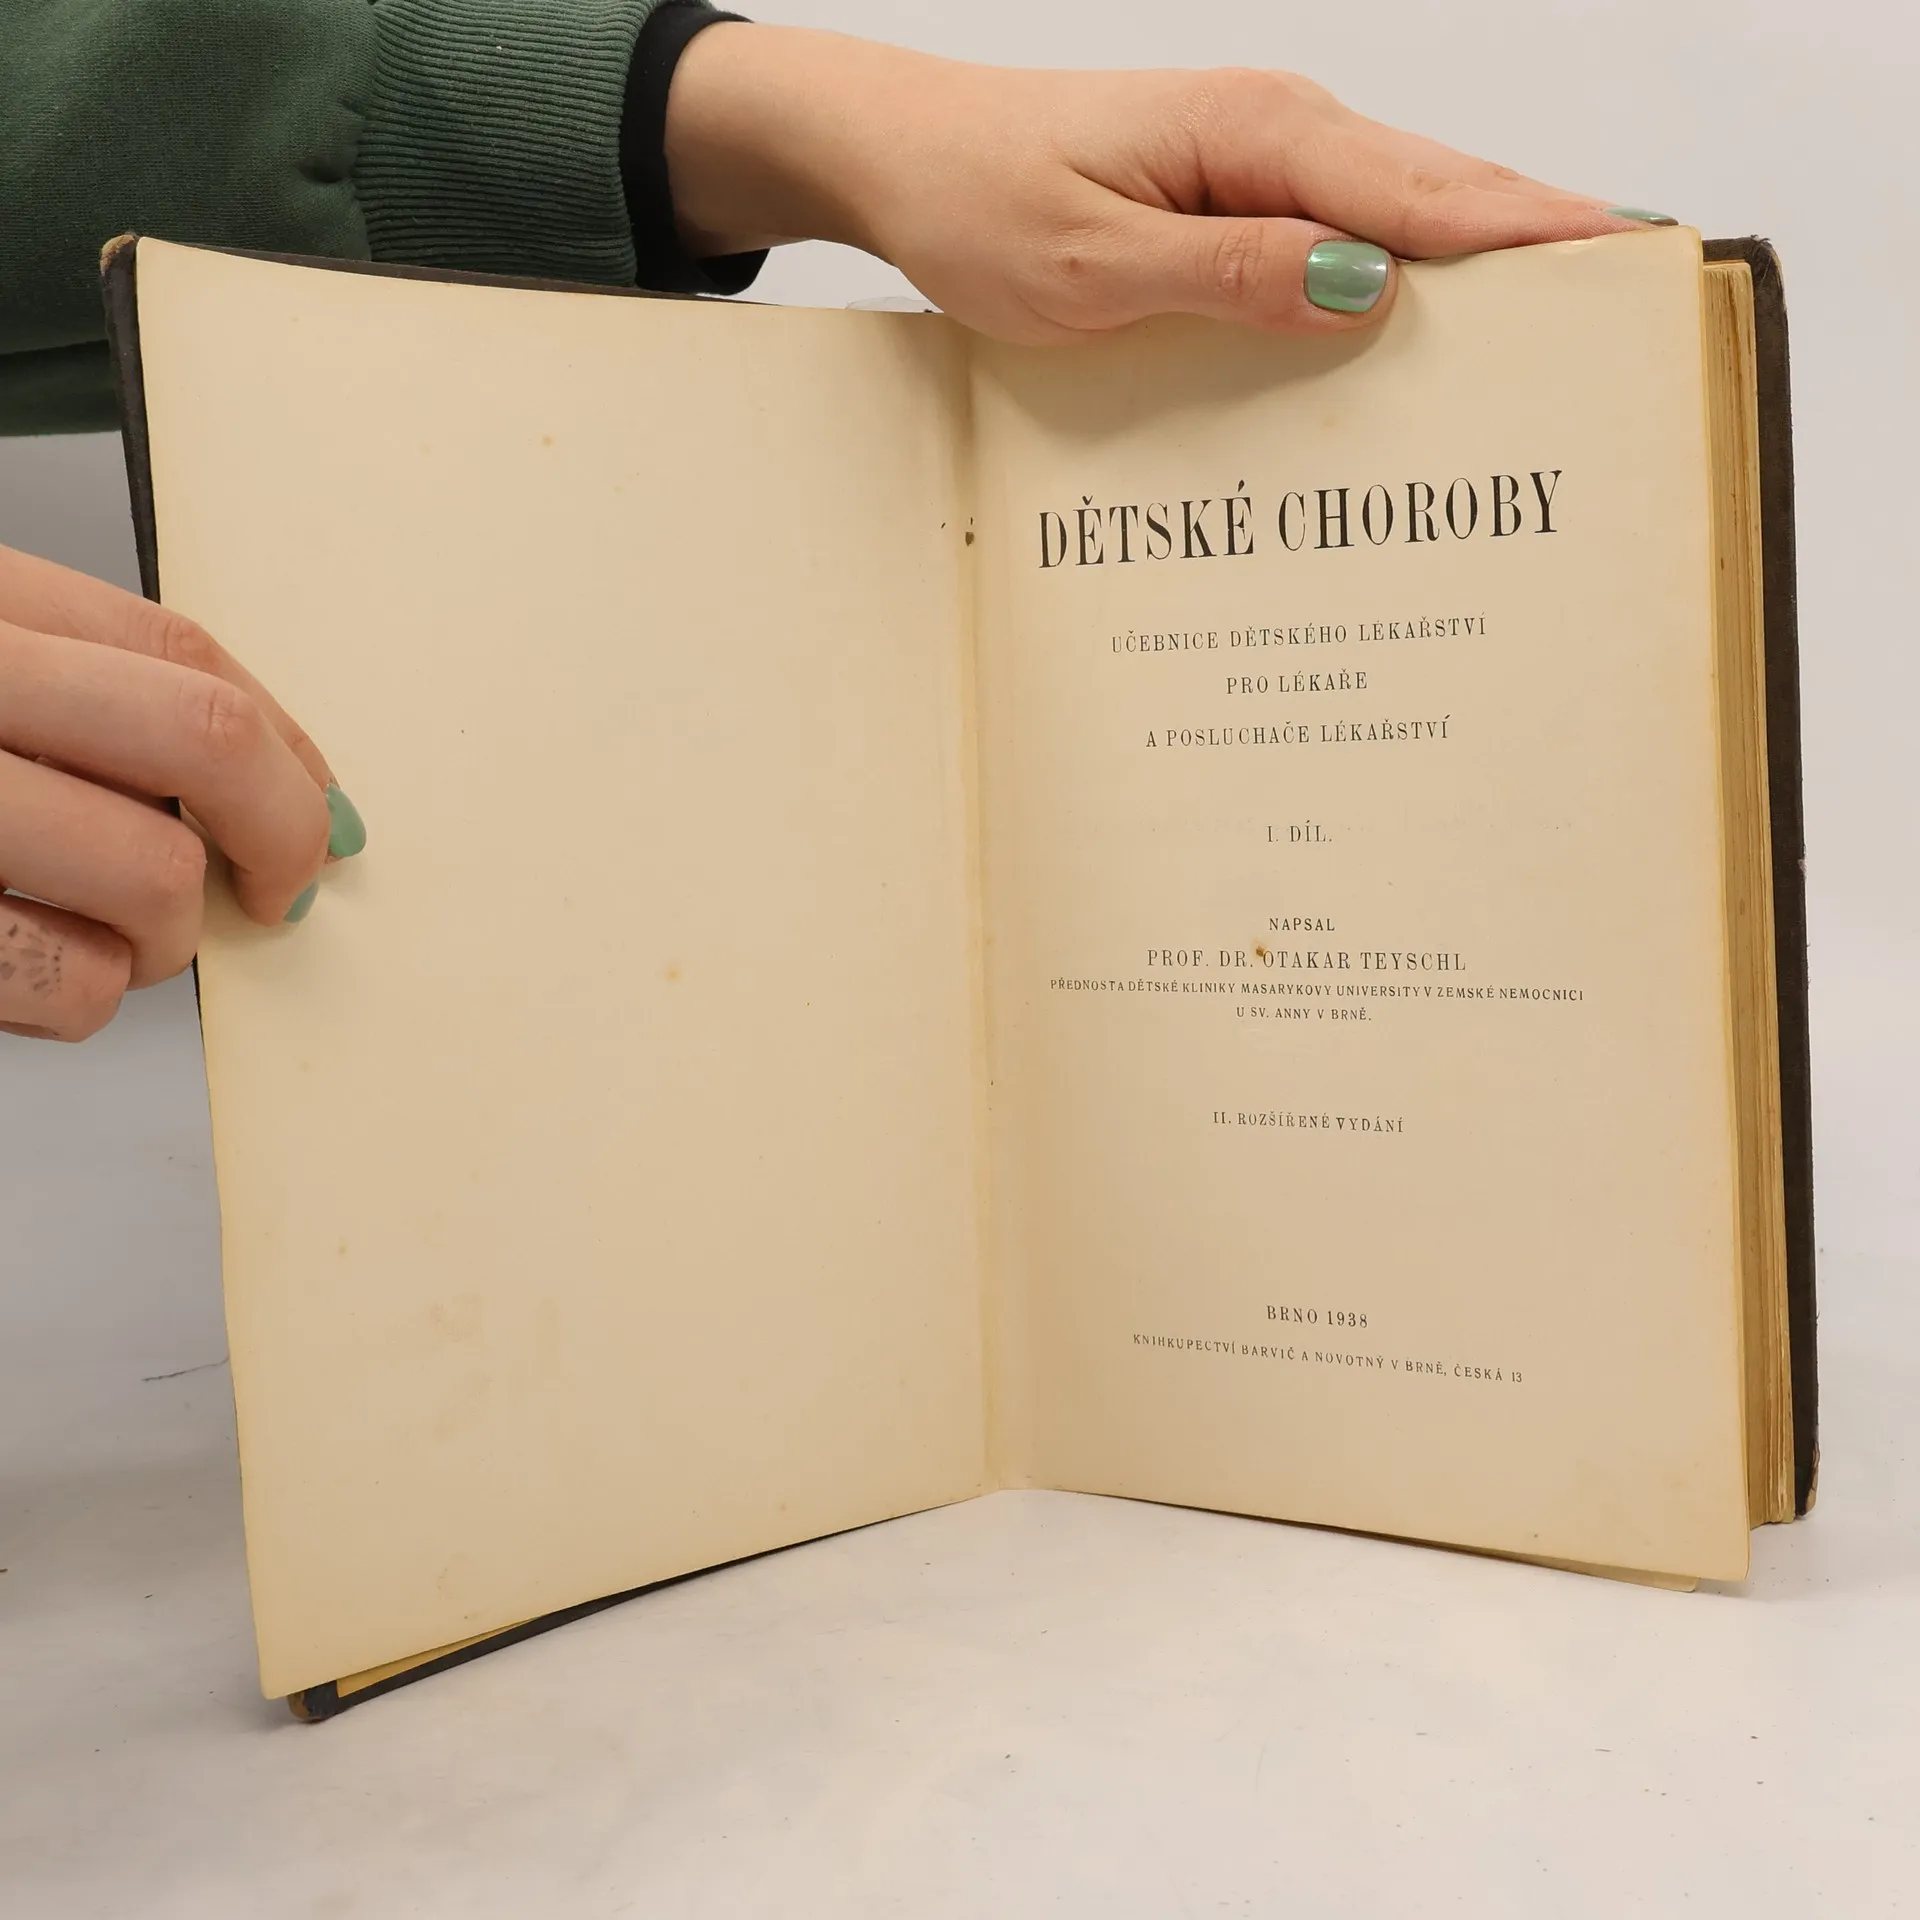 DĚTSKÉ CHOROBY
UČEBNICE DĚTSKÉHO LÉKAŘSTVÍ
PRO LÉKAŘE
A POSLUCHAČE LÉKAŘSTVÍ
I. DÍL.
NAPSAL
PROF. DR. OTAKAR TEYSCHL
PŘEDNOSTA DĚTSKÉ KLINIKY MASARYKOVY UNIVERSITY V ZEMSKÉ NEMOCNICI
U SV. ANNY V BRNĚ.
II. ROZŠÍŘENÉ VYDÁNÍ
BRNO 1938
KNIHKUPECTVÍ BARVIČ A NOVOTNÝ V BRNĚ, ČESKÁ 13